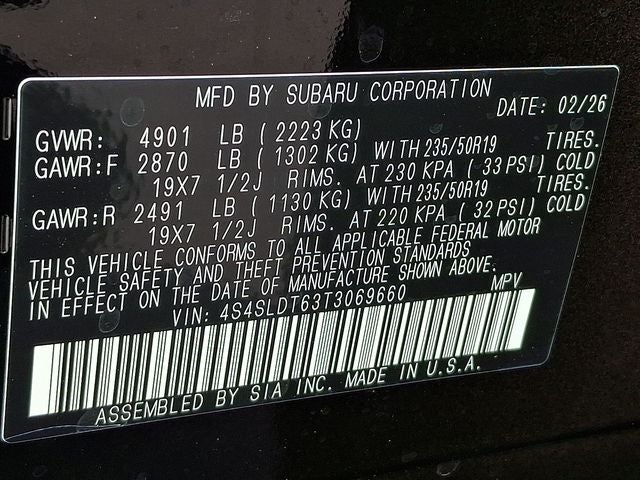 MFD BY SUBARU CORPORATION
DATE: 02/26
GVWR: 4901 LB ( 2223 KG)
GAWR:F 2870 LB ( 1302 KG) WITH 235/50R19 TIRES.
19X7 1/2J RIMS. AT 230 KPA ( 33 PSI) COLD
GAWR:R 2491 LB ( 1130 KG) WITH 235/50R19 TIRES.
19X7 1/2J RIMS. AT 220 KPA ( 32 PSI) COLD
THIS VEHICLE CONFORMS TO ALL APPLICABLE FEDERAL MOTOR
VEHICLE SAFETY AND THEFT PREVENTION STANDARDS
IN EFFECT ON THE DATE OF MANUFACTURE SHOWN ABOVE.
VIN: 4S4SLDT63T3069660 MPV
ASSEMBLED BY SIA INC. MADE IN U.S.A.